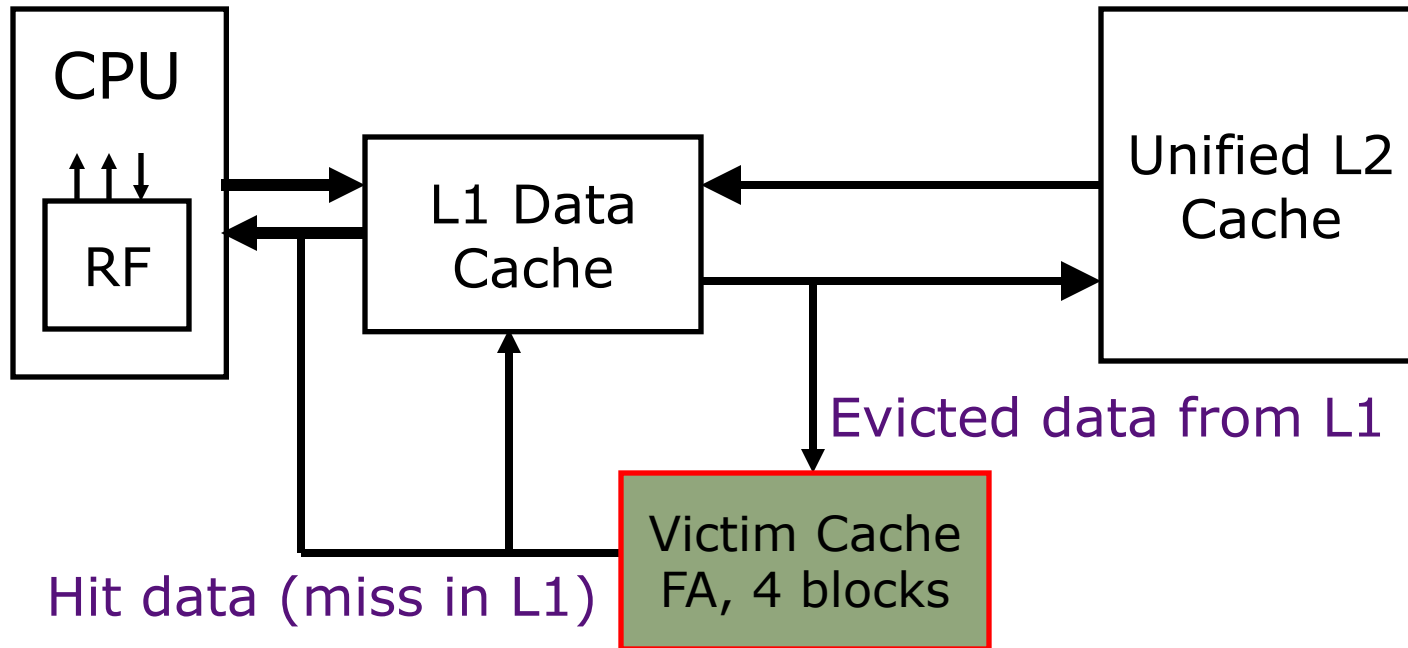 CPU
RF
L1 Data
Cache
Unified L2
Cache
Evicted data from L1
Victim Cache
FA, 4 blocks
Hit data (miss in L1)